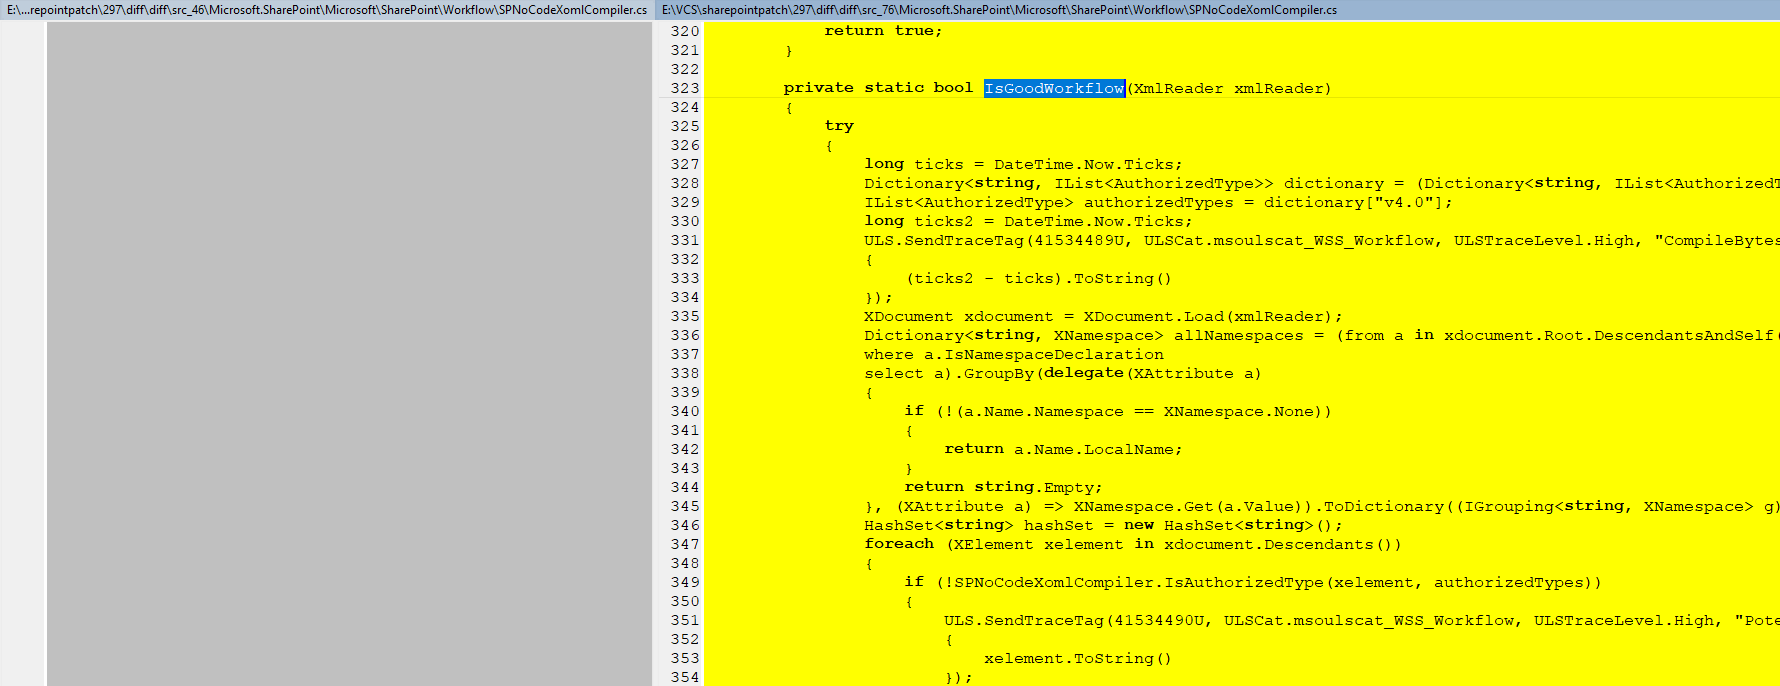 E:\...repointpatch\297\diff\diff\src_46\Microsoft.SharePoint\Microsoft\SharePoint\Workflow\SPNoCodeXomlCompiler.cs
E:\VCS\sharepointpatch\297\diff\diff\src_76\Microsoft.SharePoint\Microsoft\SharePoint\Workflow\SPNoCodeXomlCompiler.cs
320 return true;
321 }
322
323 private static bool IsGoodWorkflow(XmlReader xmlReader)
324 {
325 try
326 {
327 long ticks = DateTime.Now.Ticks;
328 Dictionary<string, IList<AuthorizedType>> dictionary = (Dictionary<string, IList<AuthorizedT
329 IList<AuthorizedType> authorizedTypes = dictionary["v4.0"];
330 long ticks2 = DateTime.Now.Ticks;
331 ULS.SendTraceTag(41534489U, ULSCat.msoulscat_WSS_Workflow, ULSTraceLevel.High, "CompileBytes
332 {
333 (ticks2 - ticks).ToString()
334 });
335 XDocument xdocument = XDocument.Load(xmlReader);
336 Dictionary<string, XNamespace> allNamespaces = (from a in xdocument.Root.DescendantsAndSelf(
337 where a.IsNamespaceDeclaration
338 select a).GroupBy(delegate(XAttribute a)
339 {
340 if (!(a.Name.Namespace == XNamespace.None))
341 {
342 return a.Name.LocalName;
343 }
344 return string.Empty;
345 }, (XAttribute a) => XNamespace.Get(a.Value)).ToDictionary((IGrouping<string, XNamespace> g)
346 HashSet<string> hashSet = new HashSet<string>();
347 foreach (XElement xelement in xdocument.Descendants())
348 {
349 if (!SPNoCodeXomlCompiler.IsAuthorizedType(xelement, authorizedTypes))
350 {
351 ULS.SendTraceTag(41534490U, ULSCat.msoulscat_WSS_Workflow, ULSTraceLevel.High, "Pote
352 {
353 xelement.ToString()
354 });